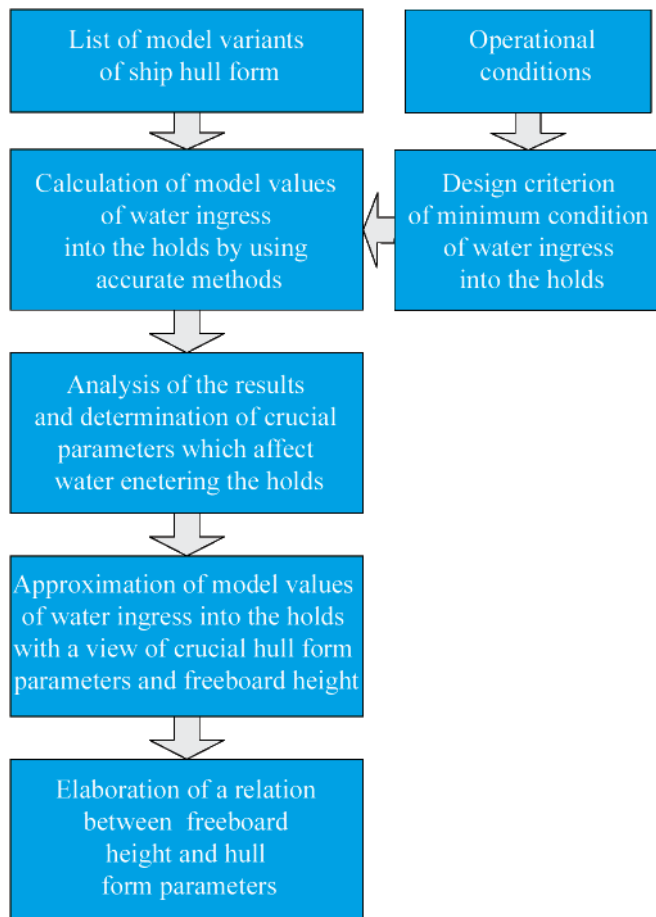 List of model variants
of ship hull form
Operational
conditions
Calculation of model values
of water ingress
into the holds by using
accurate methods
Design criterion
of minimum condition
of water ingress
into the holds
Analysis of the results
and determination of crucial
parameters which affect
water enetering the holds
Approximation of model values
of water ingress into the holds
with a view of crucial hull form
parameters and freeboard height
Elaboration of a relation
between freeboard
height and hull
form parameters